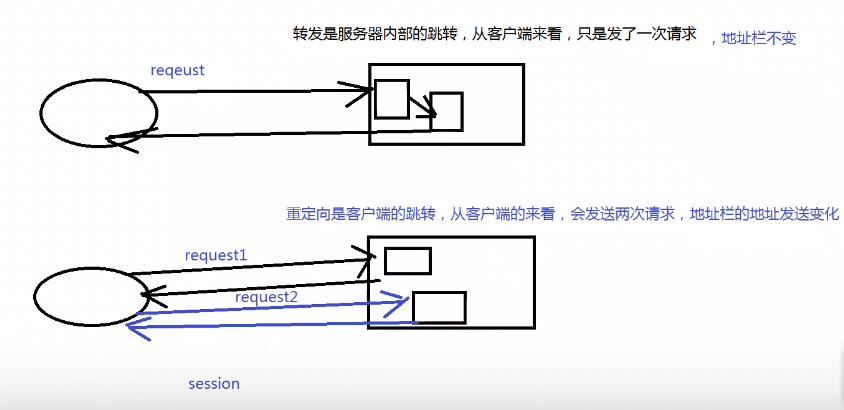 转发是服务器内部的跳转，从客户端来看，只是发了一次请求 ，地址栏不变
reqeust
重定向是客户端的跳转，从客户端的来看，会发送两次请求，地址栏的地址发送变化
request1
request2
session